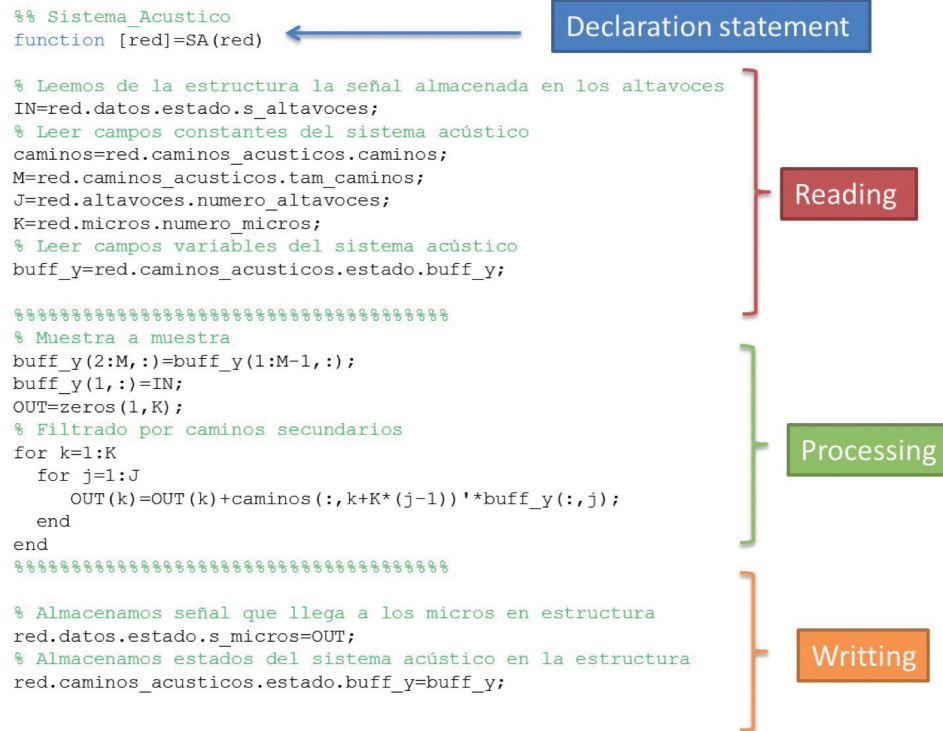 %% Sistema_Acustico
function [red]=SA(red)
Declaration statement
% Leemos de la estructura la señal almacenada en los altavoces
IN=red.datos.estado.s_altavoces;
% Leer campos constantes del sistema acústico
caminos=red.caminos_acusticos.caminos;
M=red.caminos_acusticos.tam_caminos;
J=red.altavoces.numero_altavoces;
K=red.micros.numero_micros;
% Leer campos variables del sistema acústico
buff_y=red.caminos_acusticos.estado.buff_y;
Reading
%%%%%%%%%%%%%%%%%%%%%%%%%%%%%%%%%%%%%%
% Muestra a muestra
buff_y(2:M,:)=buff_y(1:M-1,:);
buff_y(1,:)=IN;
OUT=zeros(1,K);
% Filtrado por caminos secundarios
for k=1:K
for j=1:J
OUT(k)=OUT(k)+caminos(:,k+K*(j-1))'*buff_y(:,j);
end
end
%%%%%%%%%%%%%%%%%%%%%%%%%%%%%%%%%%%%%%
Processing
% Almacenamos señal que llega a los micros en estructura
red.datos.estado.s_micros=OUT;
% Almacenamos estados del sistema acústico en la estructura
red.caminos_acusticos.estado.buff_y=buff_y;
Writting